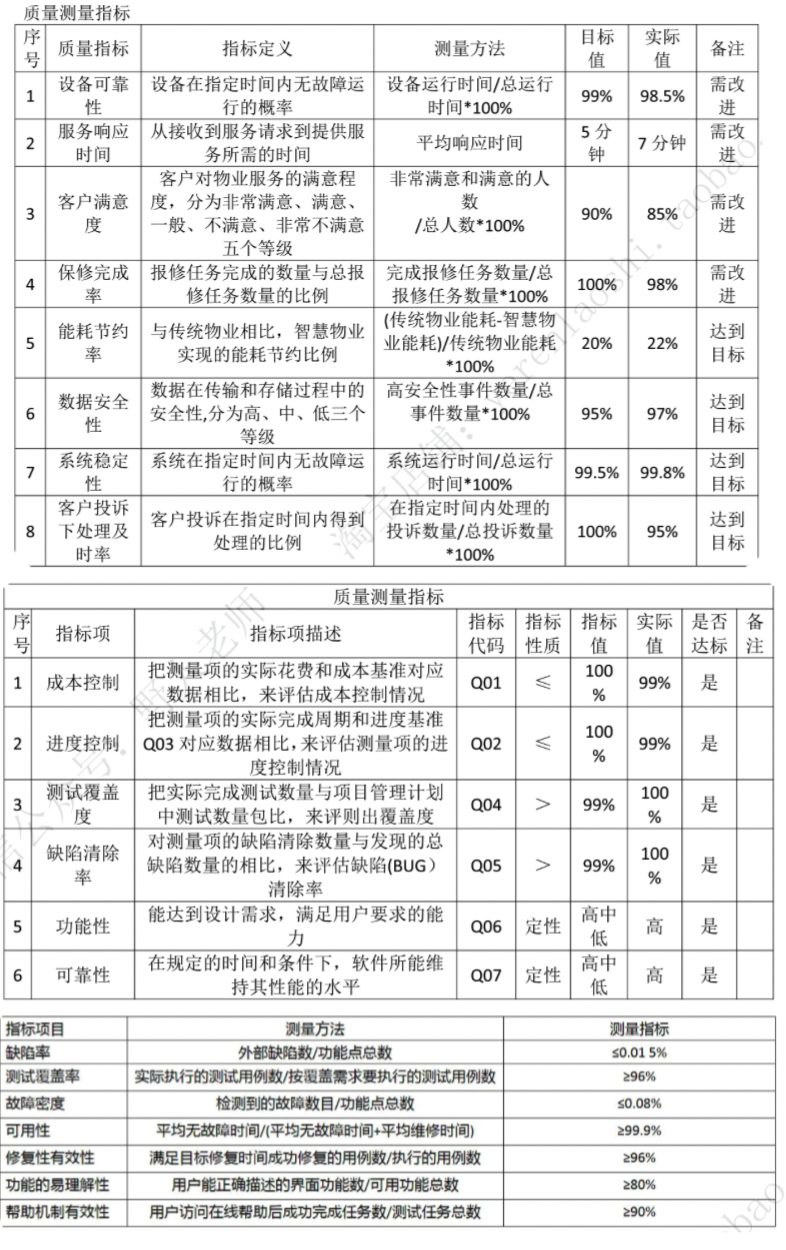 质量测量指标
序号 质量指标 指标定义 测量方法 目标值 实际值 备注
1 设备可靠性 设备在指定时间内无故障运行的概率 设备运行时间/总运行时间*100% 99% 98.5% 需改进
2 服务响应时间 从接收到服务请求到提供服务所需的时间 平均响应时间 5 分钟 7 分钟 需改进
3 客户满意度 客户对物业服务的满意程度，分为非常满意、满意、一般、不满意、非常不满意五个等级 非常满意和满意的人数/总人数*100% 90% 85% 需改进
4 保修完成率 报修任务完成的数量与总报修任务数量的比例 完成报修任务数量/总报修任务数量*100% 100% 98% 需改进
5 能耗节约率 与传统物业相比，智慧物业实现的能耗节约比例 (传统物业能耗-智慧物业能耗)/传统物业能耗*100% 20% 22% 达到目标
6 数据安全性 数据在传输和存储过程中的安全性,分为高、中、低三个等级 高安全性事件数量/总事件数量*100% 95% 97% 达到目标
7 系统稳定性 系统在指定时间内无故障运行的概率 系统运行时间/总运行时间*100% 99.5% 99.8% 达到目标
8 客户投诉下处理及时率 客户投诉在指定时间内得到处理的比例 在指定时间内处理的投诉数量/总投诉数量*100% 100% 95% 达到目标
质量测量指标
序号 指标项 指标项描述 指标代码 指标性质 指标值 实际值 是否达标 备注
1 成本控制 把测量项的实际花费和成本基准对应数据相比，来评估成本控制情况 Q01 ≤ 100% 99% 是
2 进度控制 把测量项的实际完成周期和进度基准 Q03 对应数据相比，来评估测量项的进度控制情况 Q02 ≤ 100% 99% 是
3 测试覆盖度 把实际完成测试数量与项目管理计划中测试数量包比，来评则出覆盖度 Q04 ＞ 99% 100% 是
4 缺陷清除率 对测量项的缺陷清除数量与发现的总缺陷数量的相比，来评估缺陷(BUG）清除率 Q05 ＞ 99% 100% 是
5 功能性 能达到设计需求，满足用户要求的能力 Q06 定性 高中低 高 是
6 可靠性 在规定的时间和条件下，软件所能维持其性能的水平 Q07 定性 高中低 高 是
指标项目 测量方法 测量指标
缺陷率 外部缺陷数/功能点总数 ≤0.01 5%
测试覆盖率 实际执行的测试用例数/按覆盖需求要执行的测试用例数 ≥96%
故障密度 检测到的故障数目/功能点总数 ≤0.08%
可用性 平均无故障时间/(平均无故障时间+平均维修时间) ≥99.9%
修复性有效性 满足目标修复时间成功修复的用例数/执行的用例数 ≥96%
功能的易理解性 用户能正确描述的界面功能数/可用功能总数 ≥80%
帮助机制有效性 用户访问在线帮助后成功完成任务数/测试任务总数 ≥90%